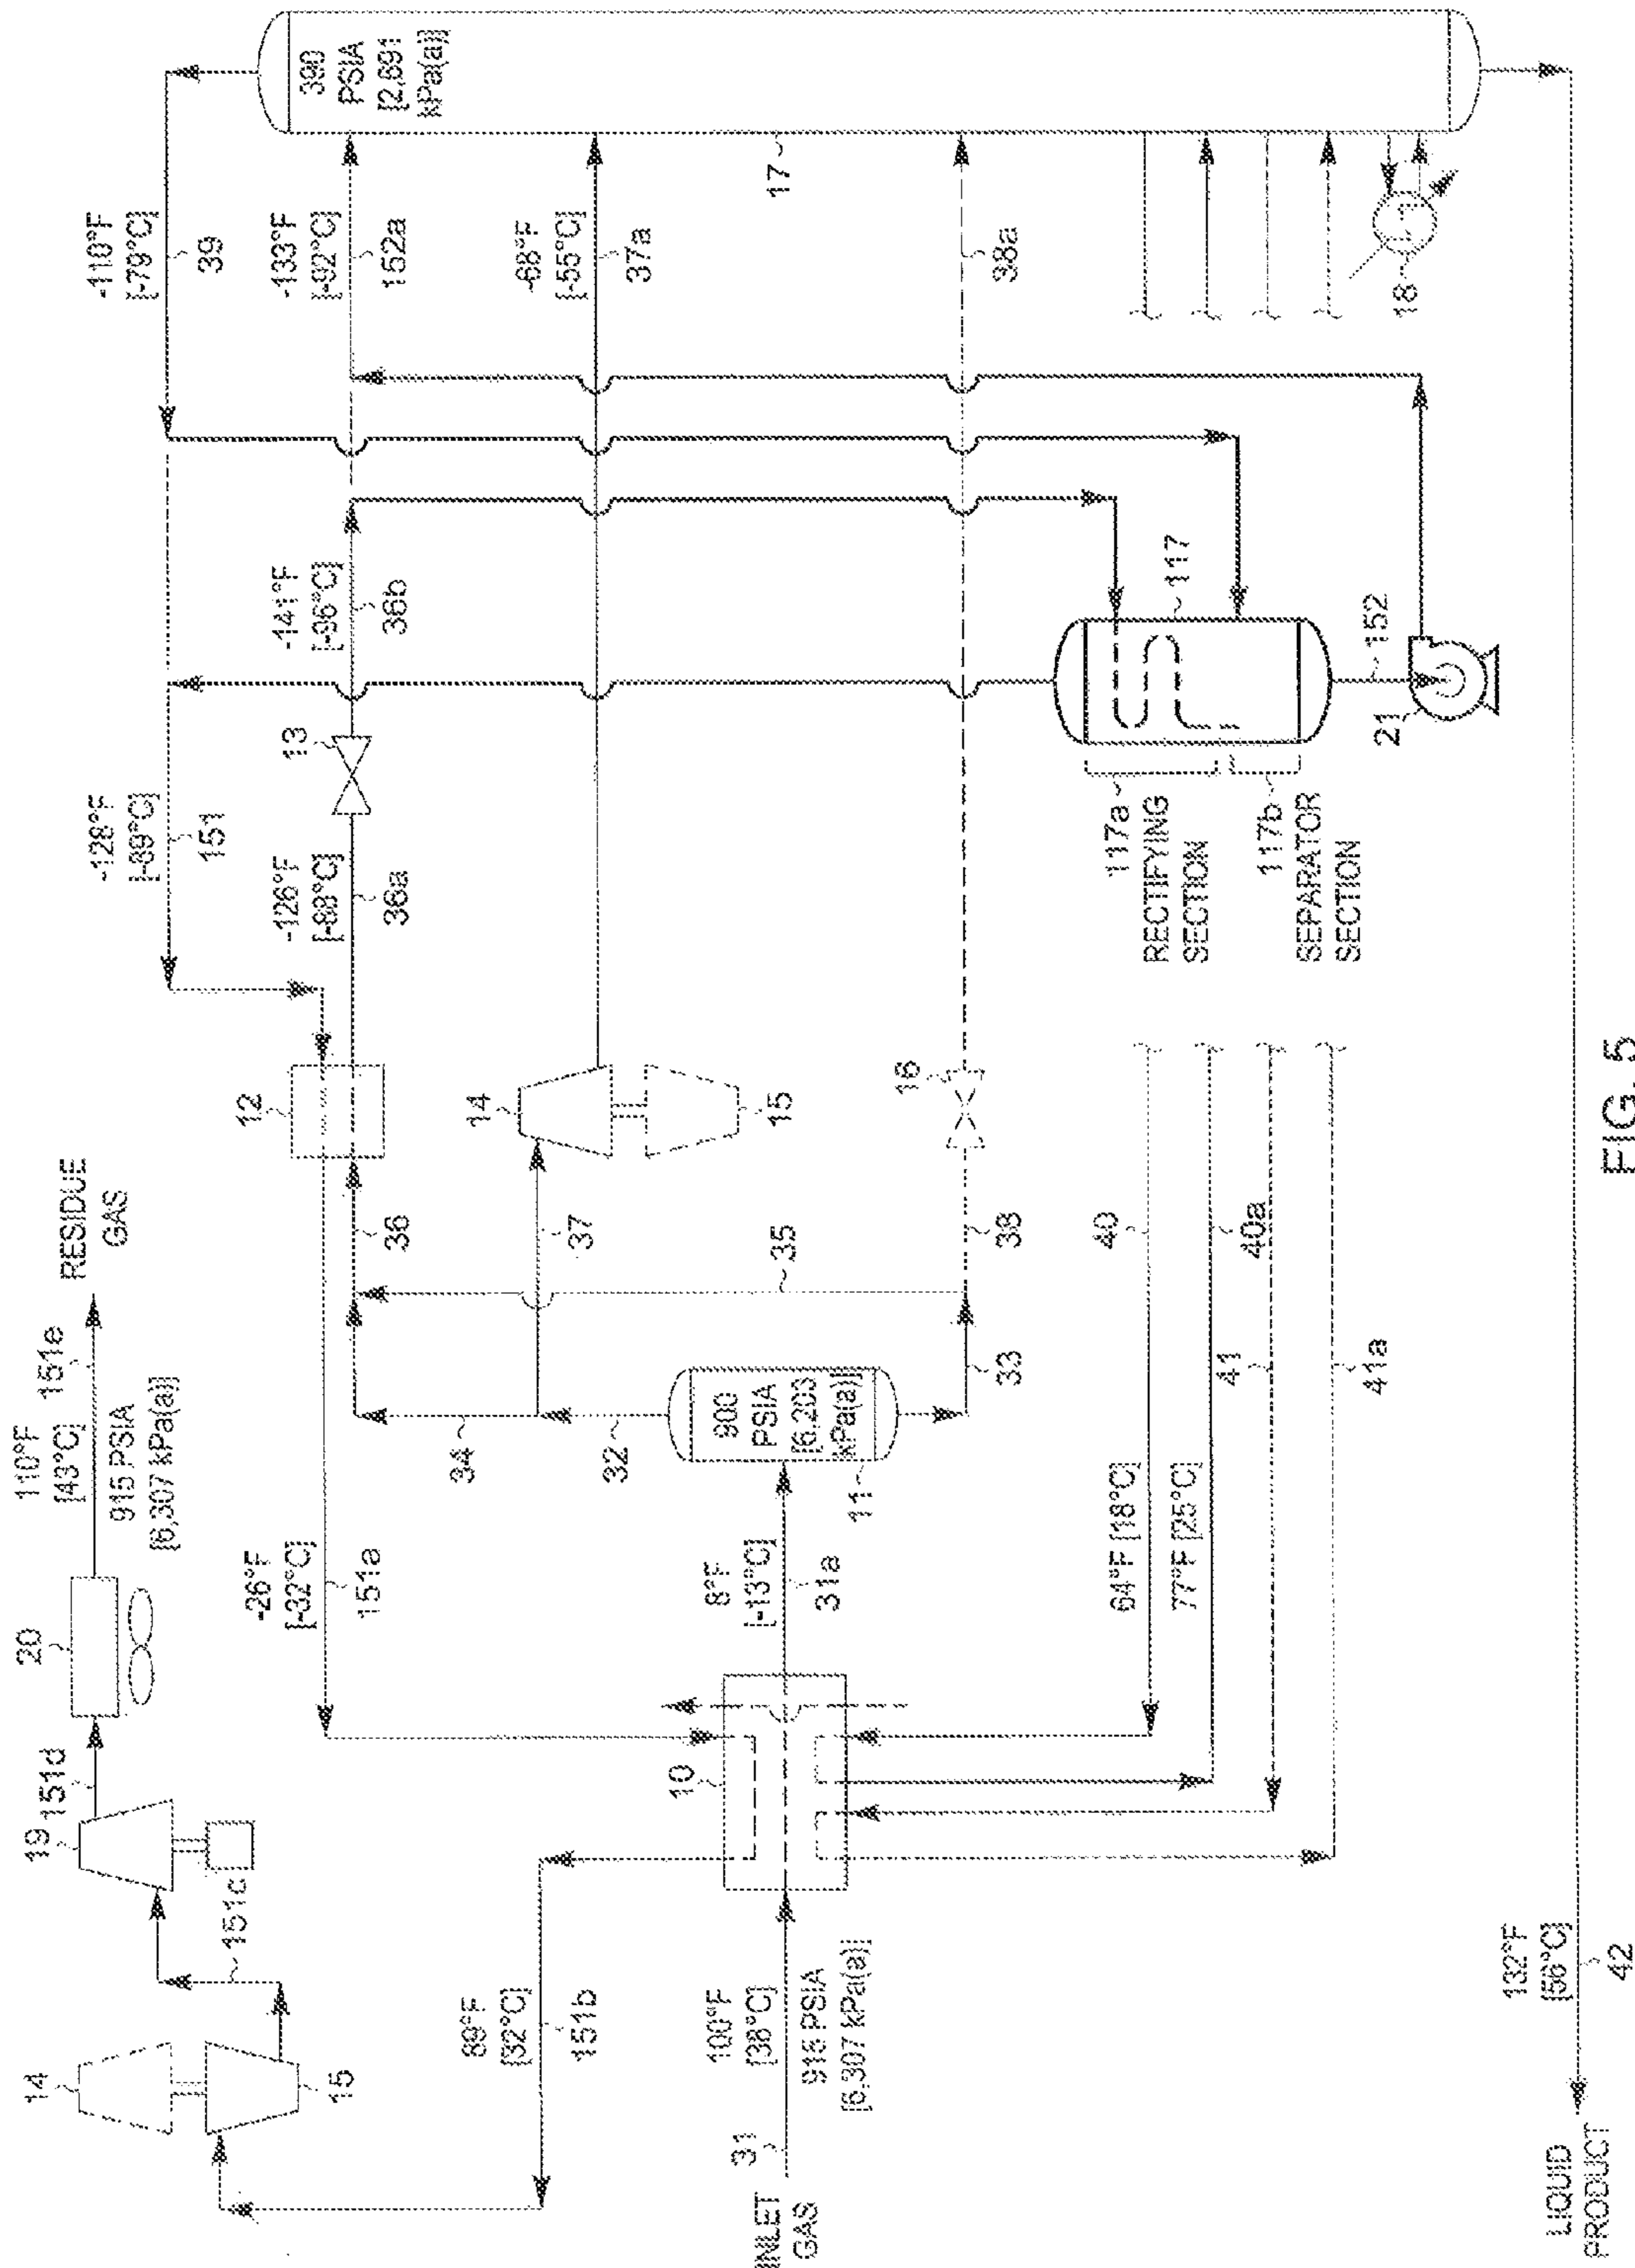 110°F
[43°C]
151e
915 PSIA
[6,307 kPa(a)]
RESIDUE
GAS
20
151d
19
151c
14
15
-110°F
[-79°C]
39
-128°F
[-89°C]
151
-133°F
[-92°C]
152a
-141°F
[-96°C]
36b
13
-126°F
[-88°C]
36a
12
36
-26°F
[-32°C]
151a
390
PSIA
[2,691
kPa(a)]
89°F
[32°C]
151b
34
32
37
14
15
-68°F
[-55°C]
37a
35
10
31
INLET
GAS
100°F
[38°C]
915 PSIA
[6,307 kPa(a)]
8°F
[-13°C]
31a
900
PSIA
[6,203
kPa(a)]
11
33
38
16
38a
17
117a
RECTIFYING
SECTION
117b
SEPARATOR
SECTION
117
152
21
18
40
64°F [18°C]
77°F [25°C]
40a
41
41a
132°F
[56°C]
42
LIQUID
PRODUCT
FIG. 5